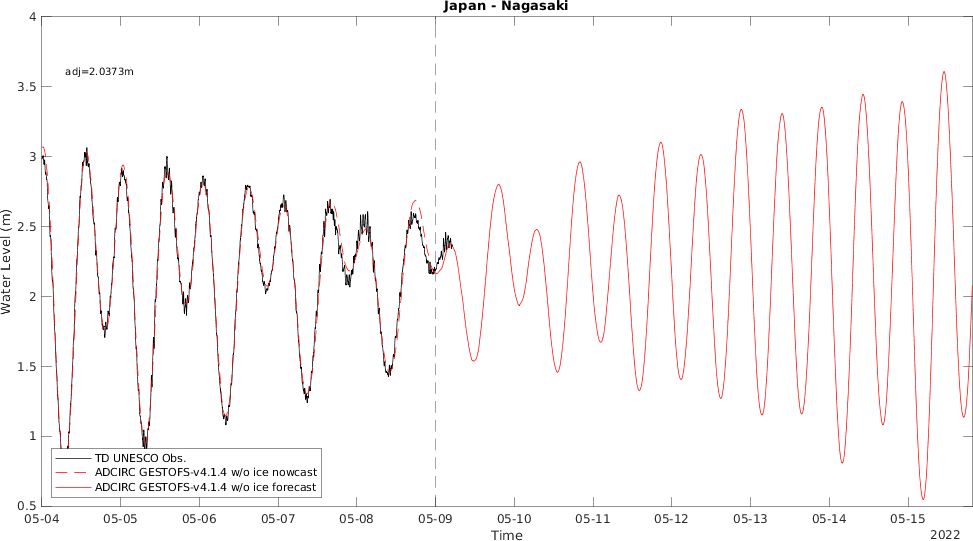 Japan - Nagasaki
4
adj=2.0373m
3.5
3
2.5
2
1.5
1
0.5
Water Level (m)
TD UNESCO Obs.
ADCIRC GESTOFS-v4.1.4 w/o ice nowcast
ADCIRC GESTOFS-v4.1.4 w/o ice forecast
05-04 05-05 05-06 05-07 05-08 05-09 05-10 05-11 05-12 05-13 05-14 05-15
Time
2022